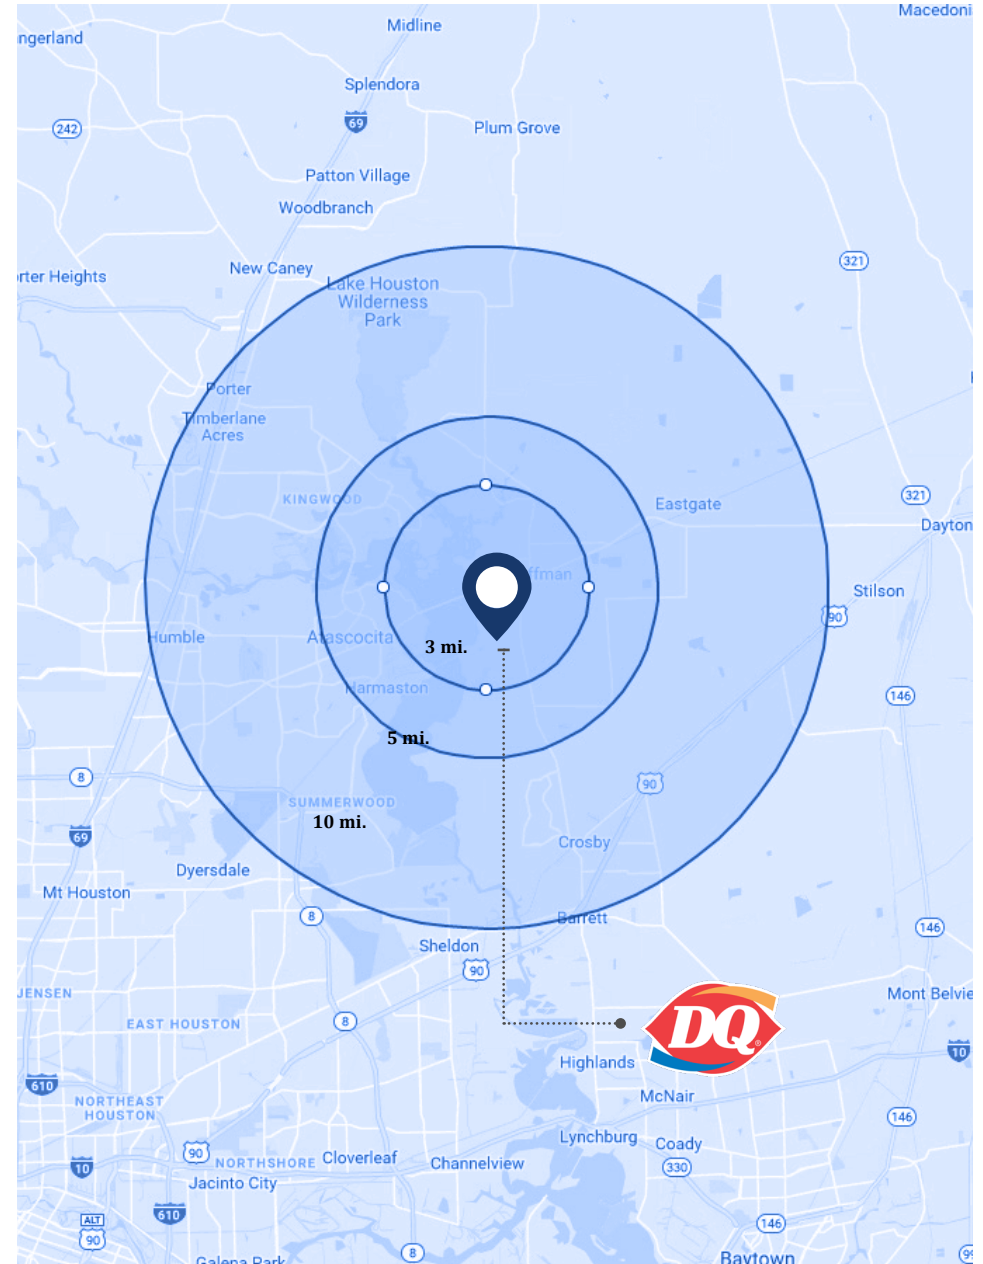 Macedoni
Midline
ngerland
Splendora
69
242
Plum Grove
Patton Village
Woodbranch
321
New Caney
rter Heights
Lake Houston
Wilderness
Park
Porter
Timberlane
Acres
KINGWOOD
321
Eastgate
Dayton
ffman
Stilson
90
Humble
Atascocita
3 mi.
Harmaston
146
5 mi.
8
90
SUMMERWOOD
10 mi.
69
Crosby
Dyersdale
Mt Houston
8
Barrett
146
Sheldon
90
JENSEN
Mont Belvie
EAST HOUSTON
8
DQ®
10
Highlands
610
McNair
NORTHEAST
HOUSTON
146
Lynchburg
Coady
90
NORTHSHORE
Cloverleaf
Channelview
10
330
Jacinto City
610
ALT
90
146
8
Galena Park
Baytown
99